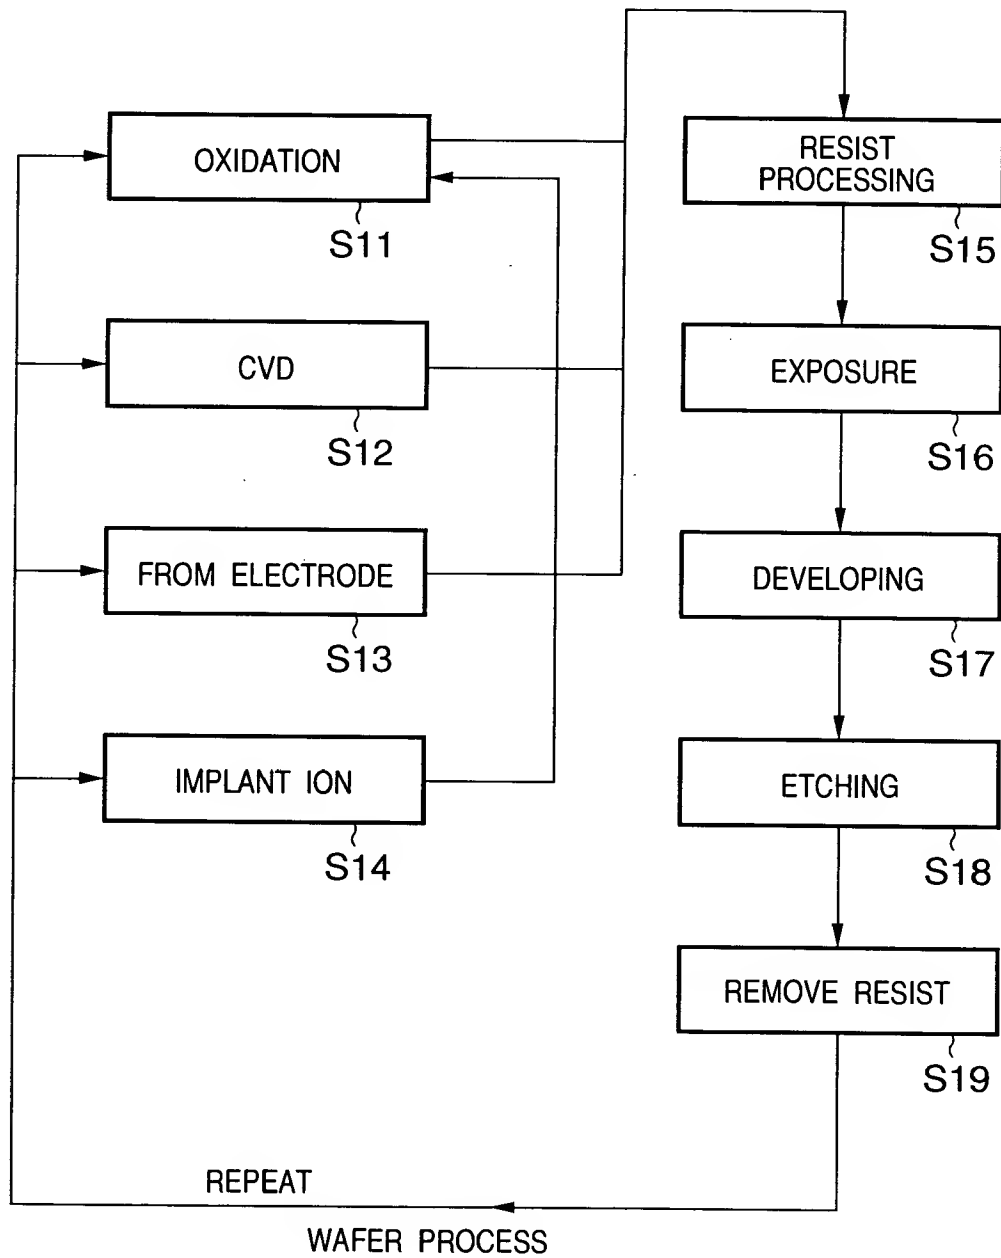 OXIDATION
S11
CVD
S12
FROM ELECTRODE
S13
IMPLANT ION
S14
RESIST
PROCESSING
S15
EXPOSURE
S16
DEVELOPING
S17
ETCHING
S18
REMOVE RESIST
S19
REPEAT
WAFER PROCESS